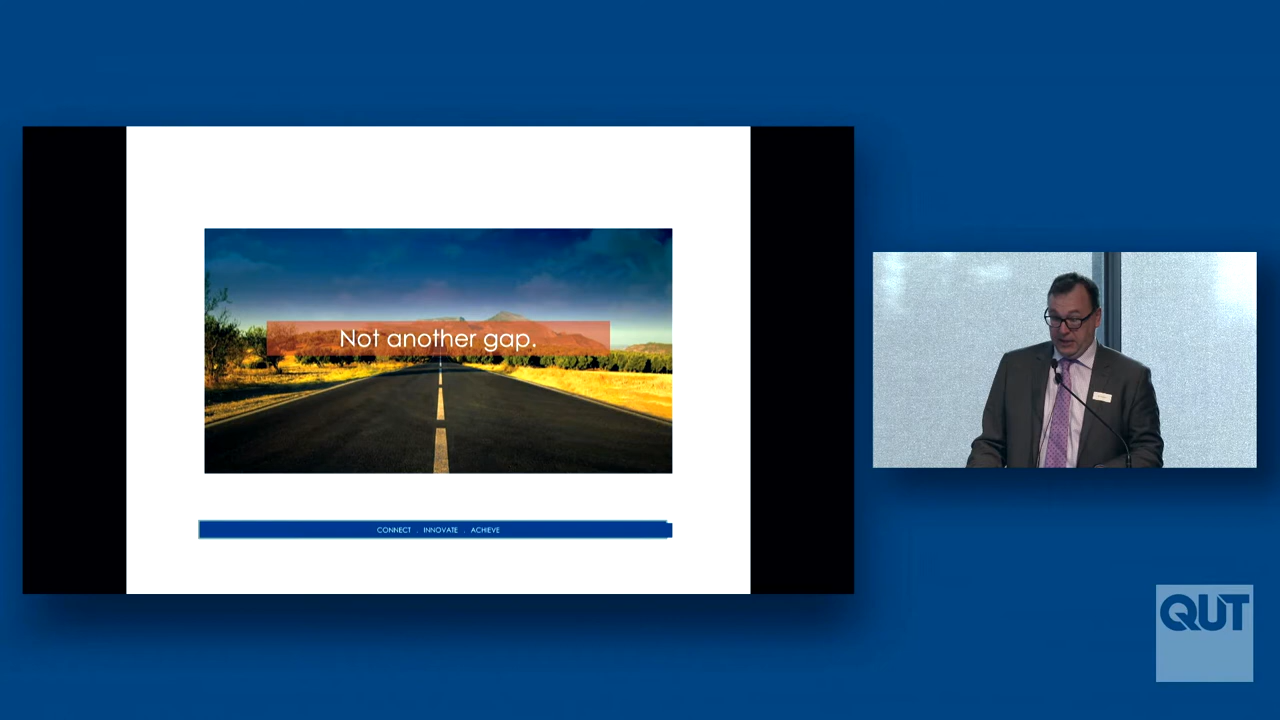 Not another gap.
CONNECT . INNOVATE . ACHIEVE
QUT